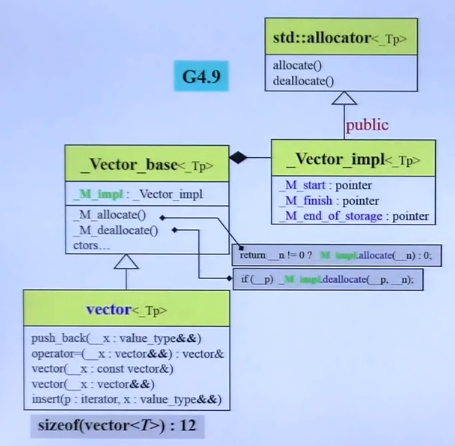 std::allocator<_Tp>
allocate()
deallocate()
G4.9
public
_Vector_base<_Tp>
_M_impl : _Vector_impl
_M_allocate()
_M_deallocate()
ctors...
_Vector_impl<_Tp>
_M_start : pointer
_M_finish : pointer
_M_end_of_storage : pointer
return __n != 0 ? _M_impl.allocate(__n) : 0;
if (__p) _M_impl.deallocate(__p, __n);
vector<_Tp>
push_back(__x : value_type&&)
operator=(__x : vector&&) : vector&
vector(__x : const vector&)
vector(__x : vector&&)
insert(p : iterator, x : value_type&&)
sizeof(vector<T>) : 12